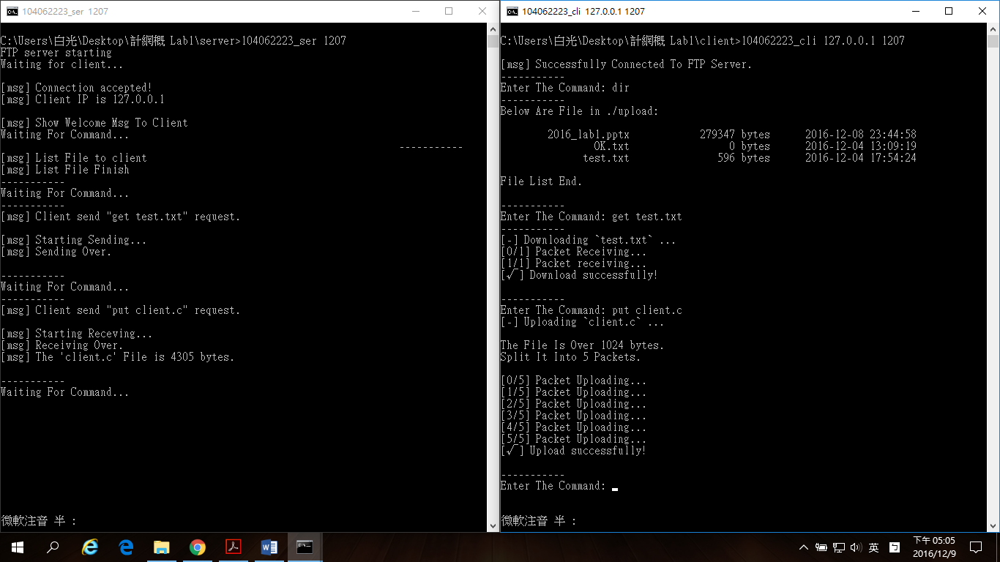 104062223_ser 1207
C:\Users\白光\Desktop\計網概 Lab1\server>104062223_ser 1207
FTP server starting
Waiting for client...
[msg] Connection accepted!
[msg] Client IP is 127.0.0.1
[msg] Show Welcome Msg To Client
Waiting For Command...
-----------
[msg] List File to client
[msg] List File Finish
-----------
Waiting For Command...
-----------
[msg] Client send "get test.txt" request.
[msg] Starting Sending...
[msg] Sending Over.
-----------
Waiting For Command...
-----------
[msg] Client send "put client.c" request.
[msg] Starting Receving...
[msg] Receiving Over.
[msg] The 'client.c' File is 4305 bytes.
-----------
Waiting For Command...
微軟注音 半 :
104062223_cli 127.0.0.1 1207
C:\Users\白光\Desktop\計網概 Lab1\client>104062223_cli 127.0.0.1 1207
[msg] Successfully Connected To FTP Server.
-----------
Enter The Command: dir
-----------
Below Are File in ./upload:
2016_lab1.pptx 279347 bytes 2016-12-08 23:44:58
OK.txt 0 bytes 2016-12-04 13:09:19
test.txt 596 bytes 2016-12-04 17:54:24
File List End.
-----------
Enter The Command: get test.txt
-----------
[-] Downloading `test.txt` ...
[0/1] Packet Receiving...
[1/1] Packet receiving...
[√] Download successfully!
-----------
Enter The Command: put client.c
[-] Uploading `client.c` ...
The File Is Over 1024 bytes.
Split It Into 5 Packets.
[0/5] Packet Uploading...
[1/5] Packet Uploading...
[2/5] Packet Uploading...
[3/5] Packet Uploading...
[4/5] Packet Uploading...
[5/5] Packet Uploading...
[√] Upload successfully!
-----------
Enter The Command:
微軟注音 半 :
英
下午 05:05
2016/12/9